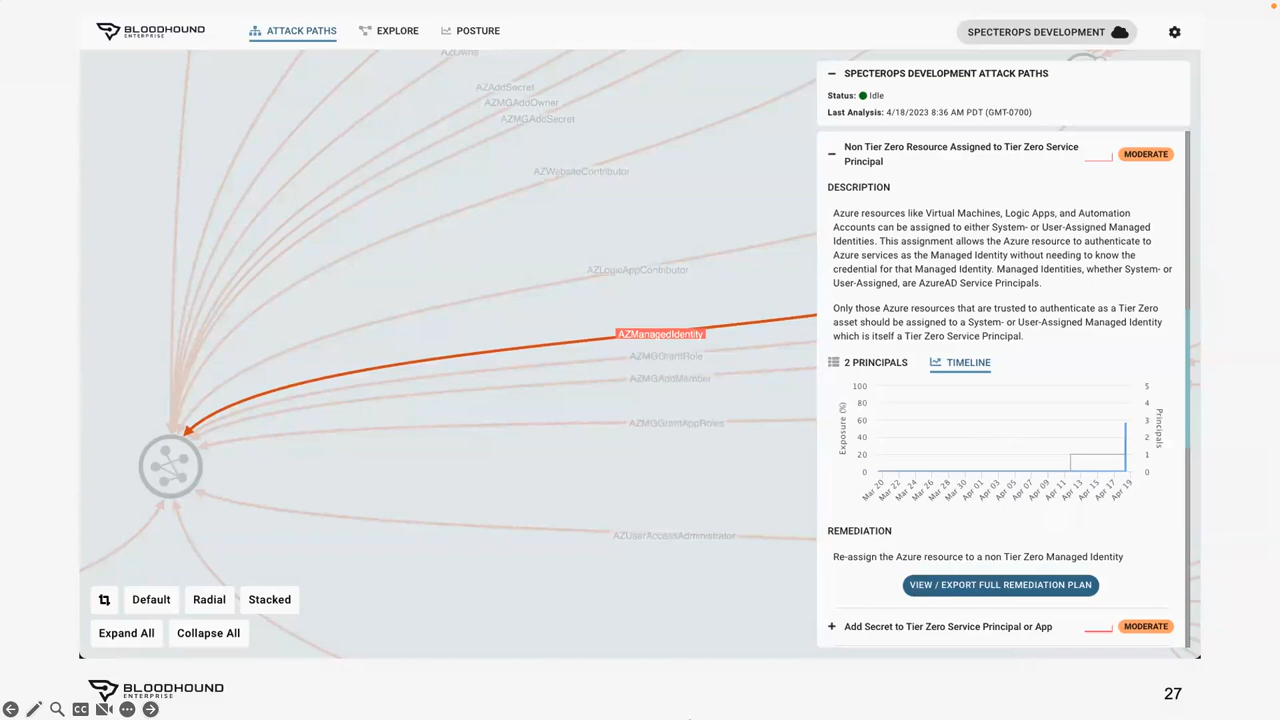 BLOODHOUND
ENTERPRISE
ATTACK PATHS
EXPLORE
POSTURE
SPECTEROPS DEVELOPMENT
AZOwns
AZAddSecret
AZMGAddOwner
AZMGAddSecret
AZWebsiteContributor
AZLogicAppContributor
AZManagedIdentity
AZMGGrantRole
AZMGAddMember
AZMGGrantAppRoles
AZUserAccessAdministrator
Default
Radial
Stacked
Expand All
Collapse All
SPECTEROPS DEVELOPMENT ATTACK PATHS
Status: Idle
Last Analysis: 4/18/2023 8:36 AM PDT (GMT-0700)
Non Tier Zero Resource Assigned to Tier Zero Service
Principal
MODERATE
DESCRIPTION
Azure resources like Virtual Machines, Logic Apps, and Automation
Accounts can be assigned to either System- or User-Assigned Managed
Identities. This assignment allows the Azure resource to authenticate to
Azure services as the Managed Identity without needing to know the
credential for that Managed Identity. Managed Identities, whether System- or
User-Assigned, are AzureAD Service Principals.
Only those Azure resources that are trusted to authenticate as a Tier Zero
asset should be assigned to a System- or User-Assigned Managed Identity
which is itself a Tier Zero Service Principal.
2 PRINCIPALS
TIMELINE
Exposure (%)
100
80
60
40
20
0
5
4
3
2
1
0
Principals
Mar 20
Mar 22
Mar 24
Mar 26
Mar 28
Mar 30
Apr 01
Apr 03
Apr 05
Apr 07
Apr 09
Apr 11
Apr 13
Apr 15
Apr 17
Apr 19
REMEDIATION
Re-assign the Azure resource to a non Tier Zero Managed Identity
VIEW / EXPORT FULL REMEDIATION PLAN
Add Secret to Tier Zero Service Principal or App
MODERATE
BLOODHOUND
ENTERPRISE
CC
27